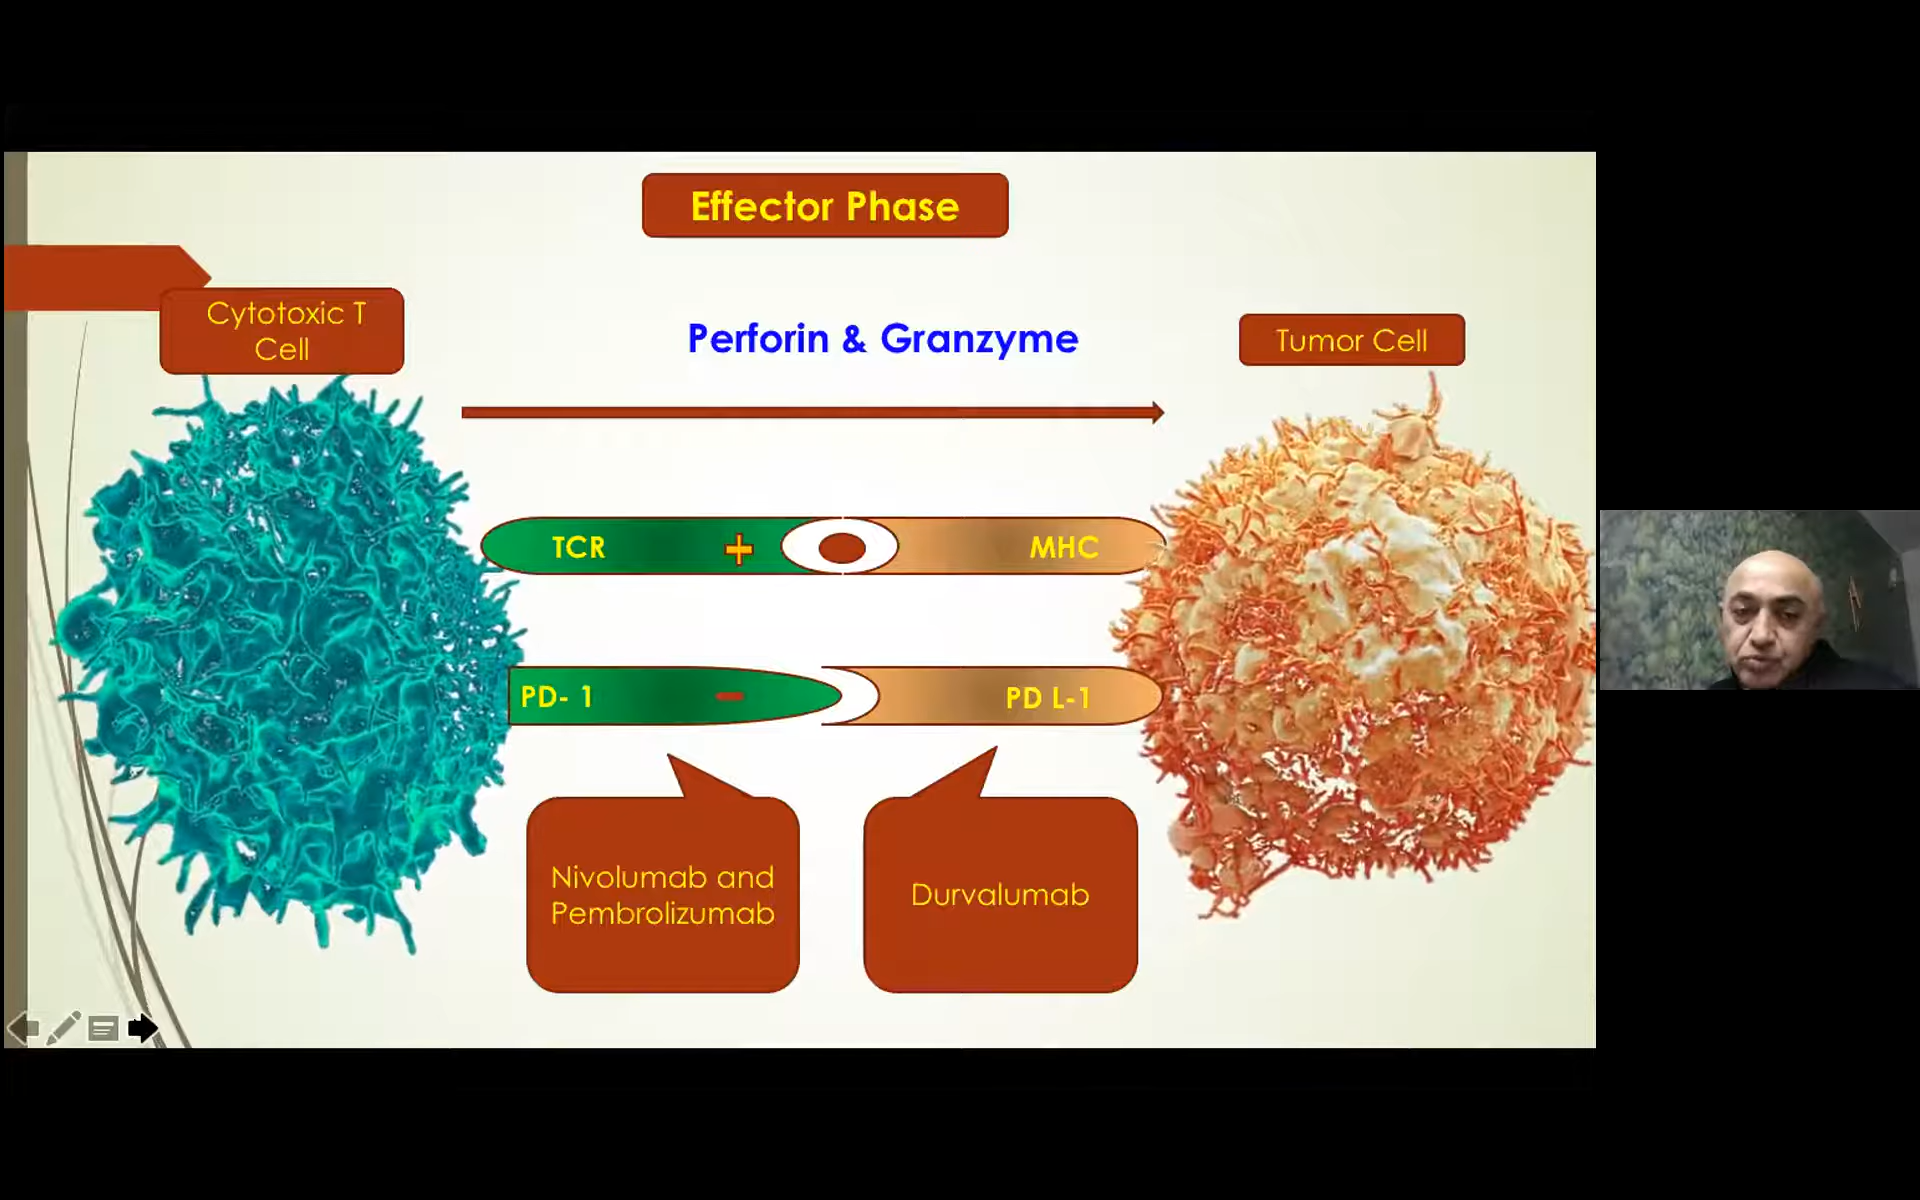 Effector Phase
Cytotoxic T
Cell
Perforin & Granzyme
Tumor Cell
TCR + MHC
PD- 1 - PD L-1
Nivolumab and
Pembrolizumab
Durvalumab